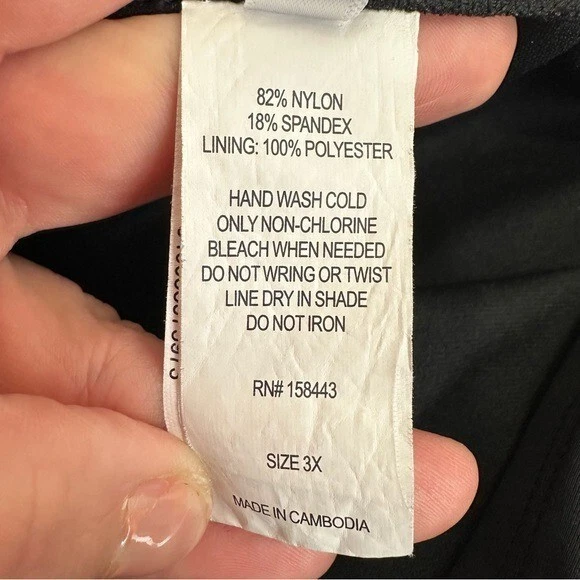 82% NYLON
18% SPANDEX
LINING: 100% POLYESTER
HAND WASH COLD
ONLY NON-CHLORINE
BLEACH WHEN NEEDED
DO NOT WRING OR TWIST
LINE DRY IN SHADE
DO NOT IRON
RN# 158443
SIZE 3X
MADE IN CAMBODIA